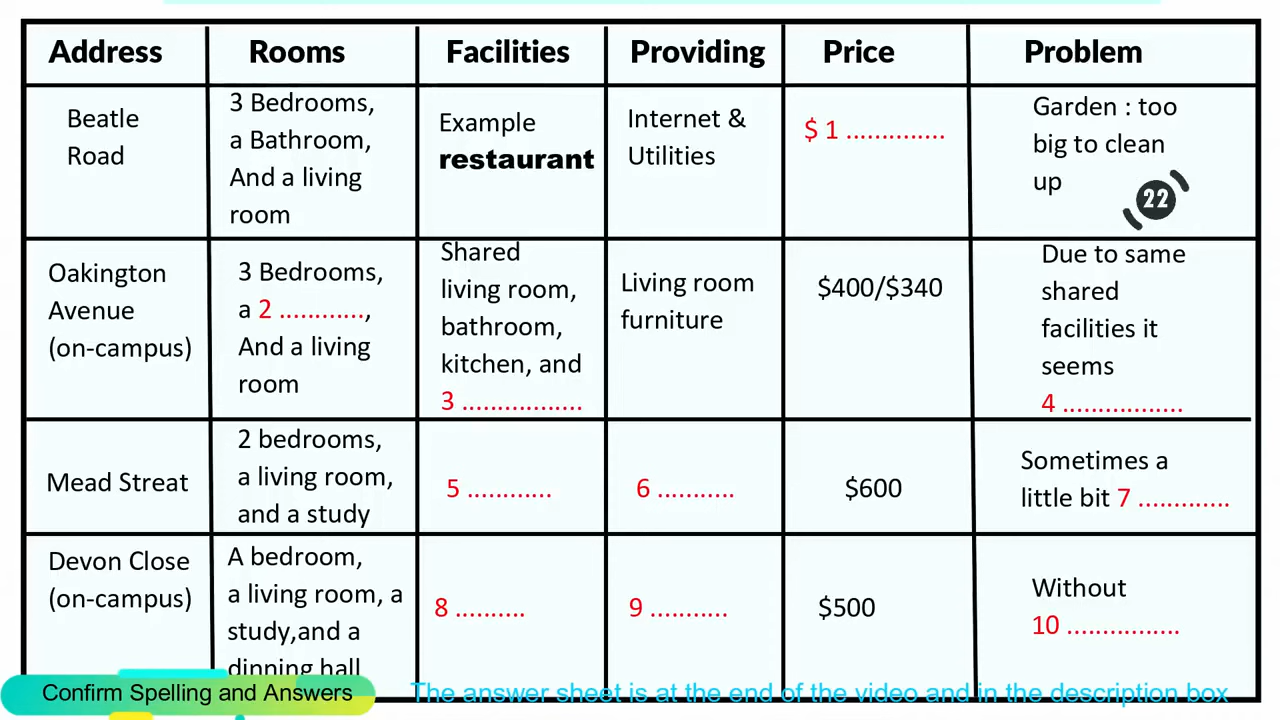 Address Rooms Facilities Providing Price Problem
Beatle
Road
3 Bedrooms,
a Bathroom,
And a living
room
Example
restaurant
Internet &
Utilities
$ 1 ..............
Garden : too
big to clean
up
22
Oakington
Avenue
(on-campus)
3 Bedrooms,
a 2 ............,
And a living
room
Shared
living room,
bathroom,
kitchen, and
3 .................
Living room
furniture
$400/$340
Due to same
shared
facilities it
seems
4 .................
Mead Streat
2 bedrooms,
a living room,
and a study
5 ............
6 ...........
$600
Sometimes a
little bit 7 .............
Devon Close
(on-campus)
A bedroom,
a living room, a
study,and a
dinning hall
8 ..........
9 ...........
$500
Without
10 ................
Confirm Spelling and Answers
The answer sheet is at the end of the video and in the description box